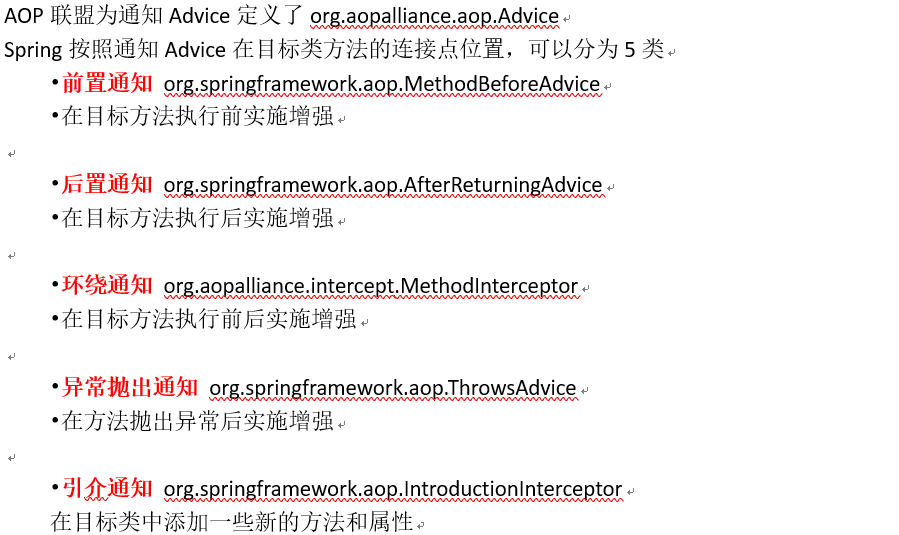 AOP 联盟为通知 Advice 定义了 org.aopalliance.aop.Advice
Spring 按照通知 Advice 在目标类方法的连接点位置，可以分为 5 类
•前置通知 org.springframework.aop.MethodBeforeAdvice
•在目标方法执行前实施增强
•后置通知 org.springframework.aop.AfterReturningAdvice
•在目标方法执行后实施增强
•环绕通知 org.aopalliance.intercept.MethodInterceptor
•在目标方法执行前后实施增强
•异常抛出通知 org.springframework.aop.ThrowsAdvice
•在方法抛出异常后实施增强
•引介通知 org.springframework.aop.IntroductionInterceptor
在目标类中添加一些新的方法和属性